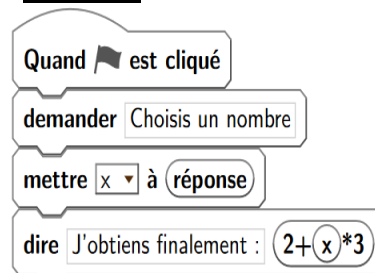 Quand est cliqué
demander Choisis un nombre
mettre x à réponse
dire J'obtiens finalement : 2+x*3